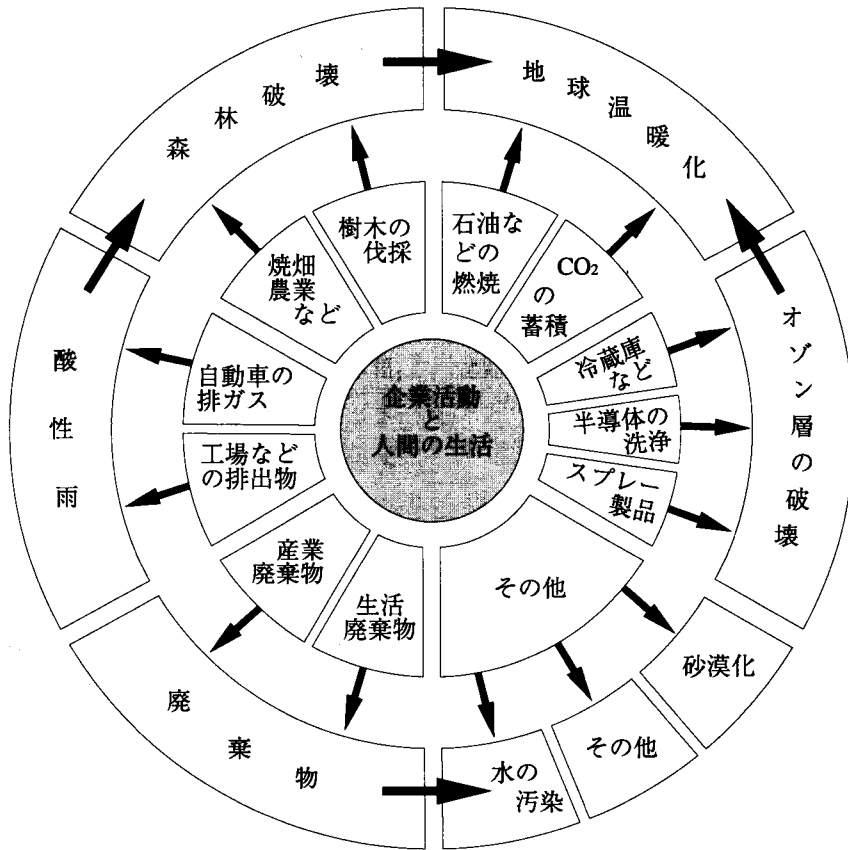 森林破壊
地球温暖化
樹木の
伐採
石油な
どの
燃焼
焼畑
農業
など
CO₂
の
蓄積
酸性雨
自動車の
排ガス
冷蔵庫
など
オゾン層の破壊
企業活動
と
人間の生活
半導体の
洗浄
工場など
の排出物
スプレー
製品
産業
廃棄物
生活
廃棄物
その他
砂漠化
廃棄物
その他
水の
汚染